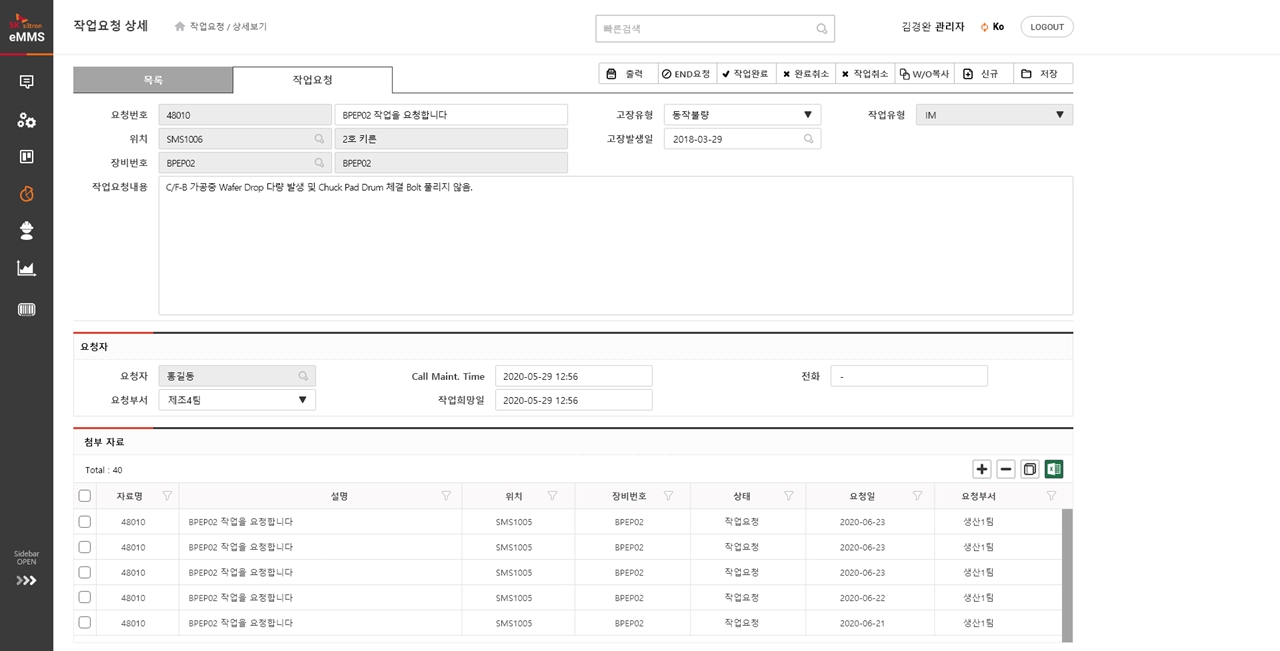 SK siltron
eMMS
작업요청 상세
작업요청 / 상세보기
빠른검색
김경환 관리자
Ko
LOGOUT
목록
작업요청
출력
END요청
작업완료
완료취소
작업취소
W/O복사
신규
저장
요청번호
48010
BPEP02 작업을 요청합니다
고장유형
동작불량
작업유형
IM
위치
SMS1006
2호 키폰
고장발생일
2018-03-29
장비번호
BPEP02
BPEP02
작업요청내용
C/F-B 가공중 Wafer Drop 다량 발생 및 Chuck Pad Drum 체결 Bolt 풀리지 않음.
요청자
요청자
홍길동
Call Maint. Time
2020-05-29 12:56
전화
-
요청부서
제조4팀
작업희망일
2020-05-29 12:56
첨부 자료
Total : 40
자료명 설명 위치 장비번호 상태 요청일 요청부서
48010 BPEP02 작업을 요청합니다 SMS1005 BPEP02 작업요청 2020-06-23 생산1팀
48010 BPEP02 작업을 요청합니다 SMS1005 BPEP02 작업요청 2020-06-23 생산1팀
48010 BPEP02 작업을 요청합니다 SMS1005 BPEP02 작업요청 2020-06-23 생산1팀
48010 BPEP02 작업을 요청합니다 SMS1005 BPEP02 작업요청 2020-06-22 생산1팀
48010 BPEP02 작업을 요청합니다 SMS1005 BPEP02 작업요청 2020-06-21 생산1팀
Sidebar
OPEN